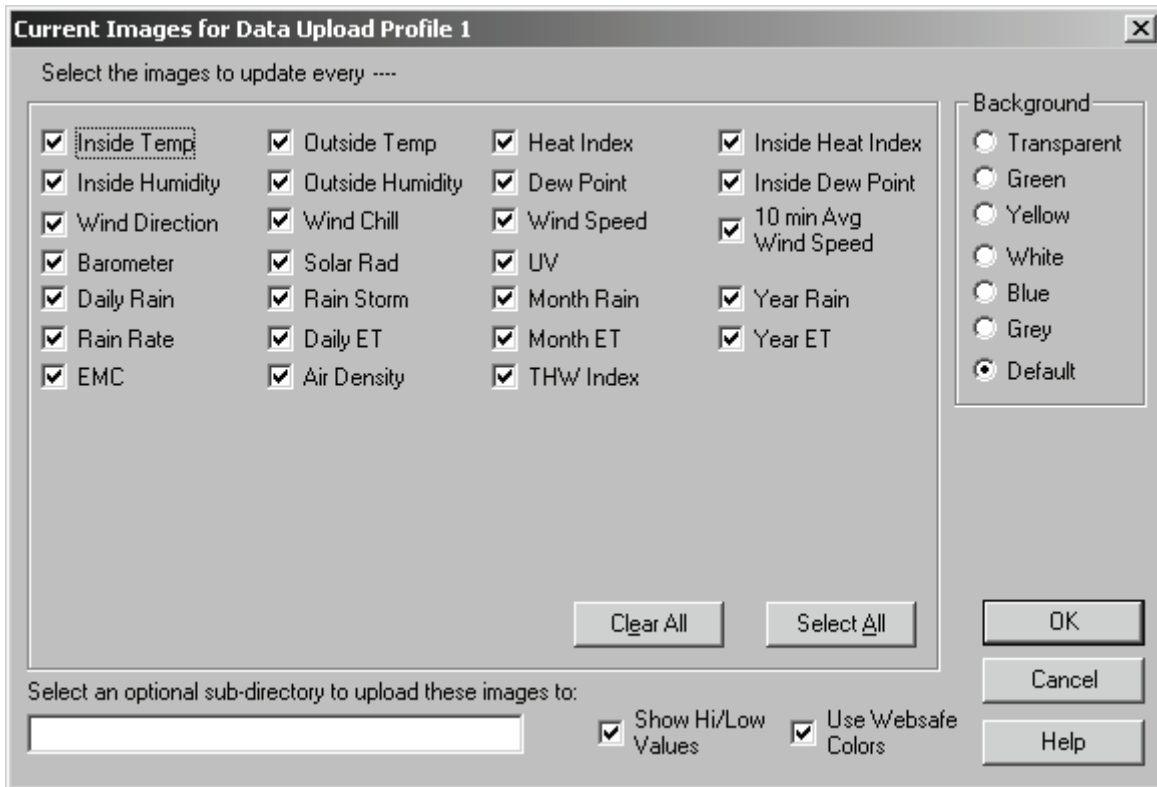 Current Images for Data Upload Profile 1
Select the images to update every ----
Inside Temp Outside Temp Heat Index Inside Heat Index
Inside Humidity Outside Humidity Dew Point Inside Dew Point
Wind Direction Wind Chill Wind Speed 10 min Avg
Wind Speed
Barometer Solar Rad UV
Daily Rain Rain Storm Month Rain Year Rain
Rain Rate Daily ET Month ET Year ET
EMC Air Density THW Index
Clear All Select All
Background
Transparent
Green
Yellow
White
Blue
Grey
Default
Select an optional sub-directory to upload these images to:
Show Hi/Low
Values
Use Websafe
Colors
OK
Cancel
Help